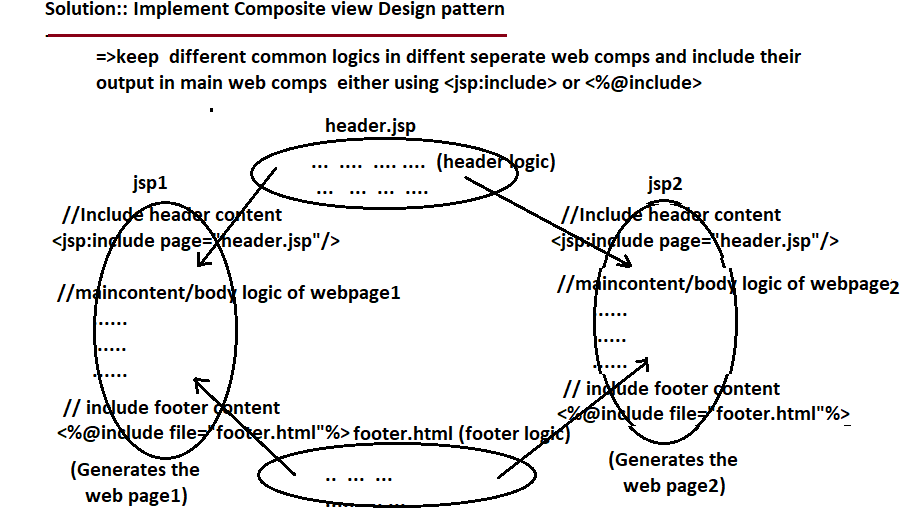 Solution:: Implement Composite view Design pattern
=>keep different common logics in diffent seperate web comps and include their
output in main web comps either using <jsp:include> or <%@include>
header.jsp
... .... .... .... (header logic)
... ... ... ....
jsp1
//Include header content
<jsp:include page="header.jsp"/>
//maincontent/body logic of webpage1
.....
.....
......
// include footer content
<%@include file="footer.html"%>
(Generates the
web page1)
jsp2
//Include header content
<jsp:include page="header.jsp"/>
//maincontent/body logic of webpage2
.....
.....
......
// include footer content
<%@include file="footer.html"%>
(Generates the
web page2)
footer.html (footer logic)
.. ... ...
..... .. ...